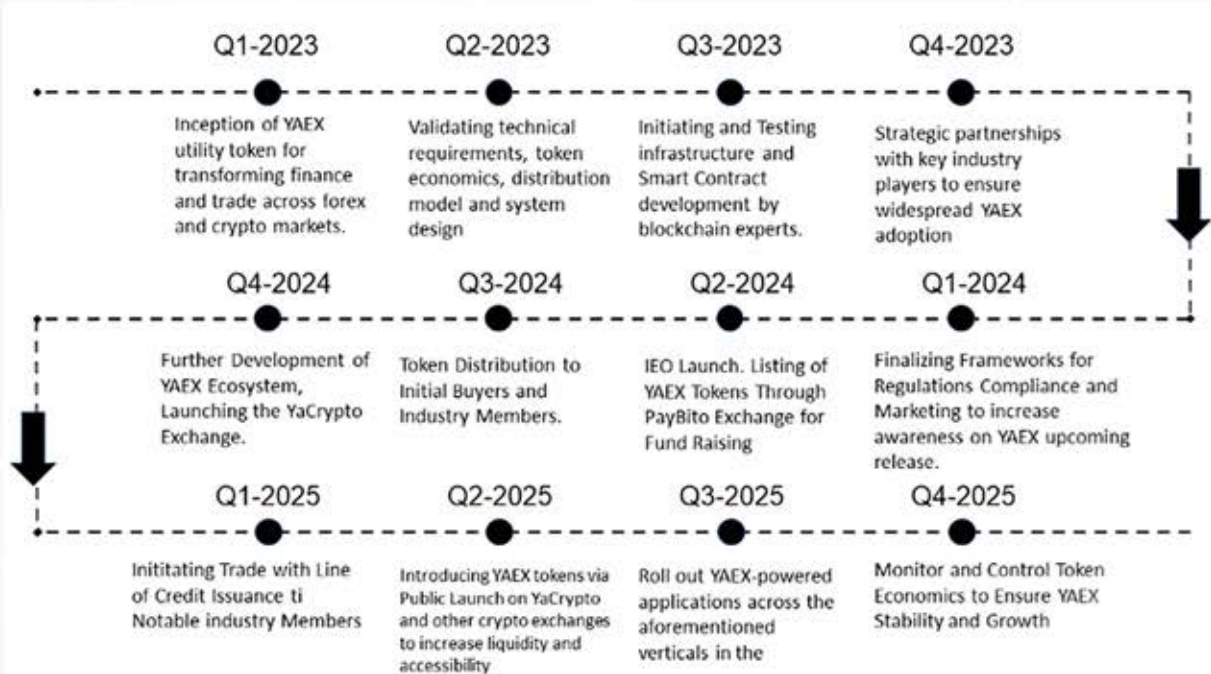 Q1-2023
Inception of YAEX
utility token for
transforming finance
and trade across forex
and crypto markets.
Q2-2023
Validating technical
requirements, token
economics, distribution
model and system
design
Q3-2023
Initiating and Testing
infrastructure and
Smart Contract
development by
blockchain experts.
Q4-2023
Strategic partnerships
with key industry
players to ensure
widespread YAEX
adoption
Q1-2024
Finalizing Frameworks for
Regulations Compliance and
Marketing to increase
awareness on YAEX upcoming
release.
Q2-2024
IEO Launch. Listing of
YAEX Tokens Through
PayBito Exchange for
Fund Raising
Q3-2024
Token Distribution to
Initial Buyers and
Industry Members.
Q4-2024
Further Development of
YAEX Ecosystem,
Launching the YaCrypto
Exchange.
Q1-2025
Inititating Trade with Line
of Credit Issuance ti
Notable industry Members
Q2-2025
Introducing YAEX tokens via
Public Launch on YaCrypto
and other crypto exchanges
to increase liquidity and
accessibility
Q3-2025
Roll out YAEX-powered
applications across the
aforementioned
verticals in the
Q4-2025
Monitor and Control Token
Economics to Ensure YAEX
Stability and Growth